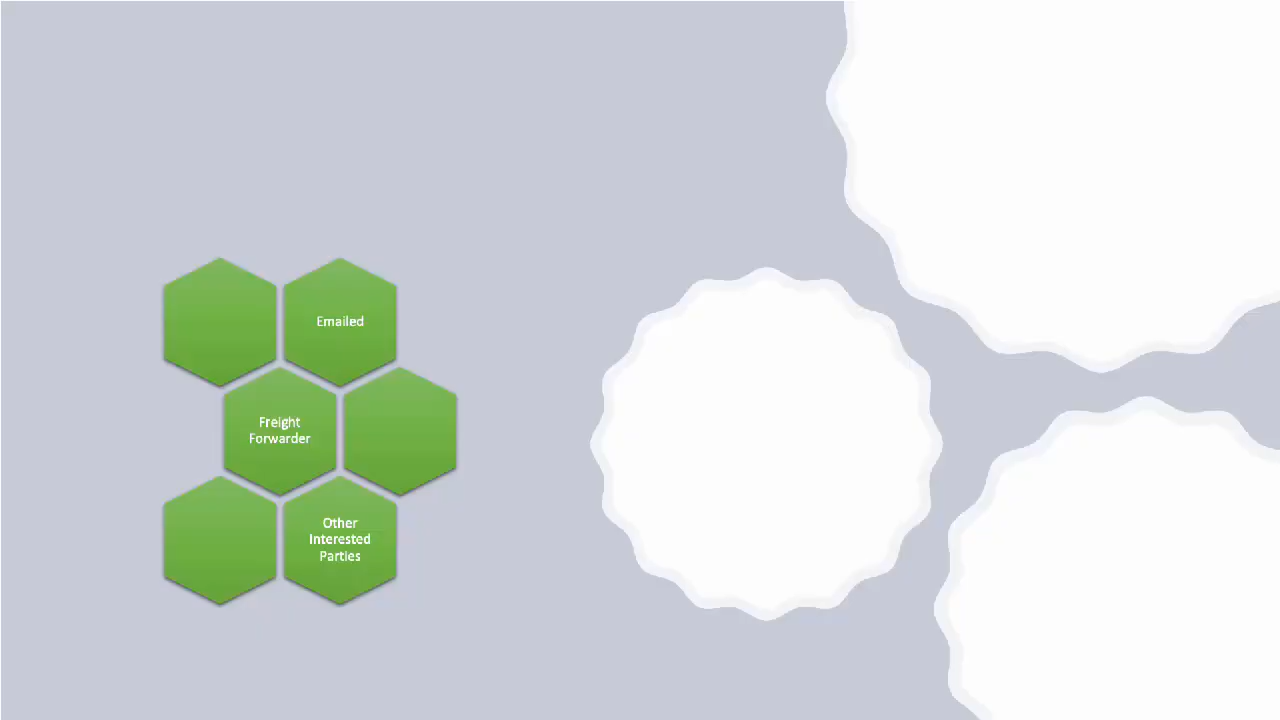 Emailed
Freight
Forwarder
Other
Interested
Parties